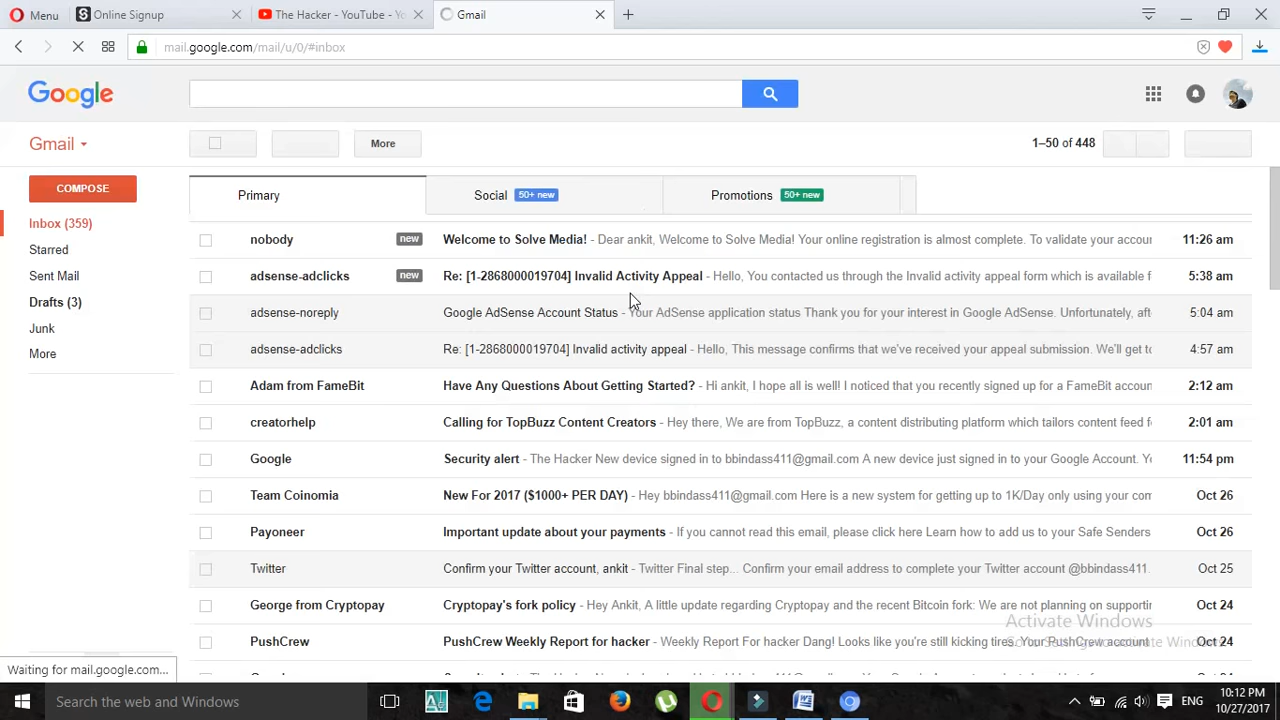 Menu
Online Signup
The Hacker - YouTube - Y
Gmail
mail.google.com/mail/u/0/#inbox
Google
Gmail
More
1–50 of 448
COMPOSE
Primary
Social 50+ new
Promotions 50+ new
Inbox (359)
Starred
Sent Mail
Drafts (3)
Junk
More
nobody new Welcome to Solve Media! - Dear ankit, Welcome to Solve Media! Your online registration is almost complete. To validate your accour 11:26 am
adsense-adclicks new Re: [1-2868000019704] Invalid Activity Appeal - Hello, You contacted us through the Invalid activity appeal form which is available f 5:38 am
adsense-noreply Google AdSense Account Status - Your AdSense application status Thank you for your interest in Google AdSense. Unfortunately, aft 5:04 am
adsense-adclicks Re: [1-2868000019704] Invalid activity appeal - Hello, This message confirms that we've received your appeal submission. We'll get t 4:57 am
Adam from FameBit Have Any Questions About Getting Started? - Hi ankit, I hope all is well! I noticed that you recently signed up for a FameBit accoun 2:12 am
creatorhelp Calling for TopBuzz Content Creators - Hey there, We are from TopBuzz, a content distributing platform which tailors content feed f 2:01 am
Google Security alert - The Hacker New device signed in to bbindass411@gmail.com A new device just signed in to your Google Account. Y 11:54 pm
Team Coinomia New For 2017 ($1000+ PER DAY) - Hey bbindass411@gmail.com Here is a new system for getting up to 1K/Day only using your com Oct 26
Payoneer Important update about your payments - If you cannot read this email, please click here Learn how to add us to your Safe Senders Oct 26
Twitter Confirm your Twitter account, ankit - Twitter Final step... Confirm your email address to complete your Twitter account @bbindass411. Oct 25
George from Cryptopay Cryptopay's fork policy - Hey Ankit, A little update regarding Cryptopay and the recent Bitcoin fork: We are not planning on supporti Oct 24
PushCrew PushCrew Weekly Report for hacker - Weekly Report For hacker Dang! Looks like you're still kicking tires. Your PushCrew account Oct 24
Activate Windows
Go to Settings to activate Windows.
Waiting for mail.google.com...
Search the web and Windows
ENG
10:12 PM
10/27/2017